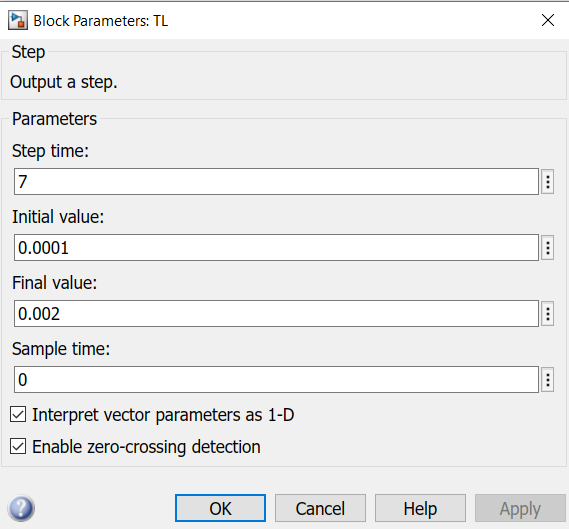 Block Parameters: TL
Step
Output a step.
Parameters
Step time:
7
Initial value:
0.0001
Final value:
0.002
Sample time:
0
Interpret vector parameters as 1-D
Enable zero-crossing detection
? OK Cancel Help Apply